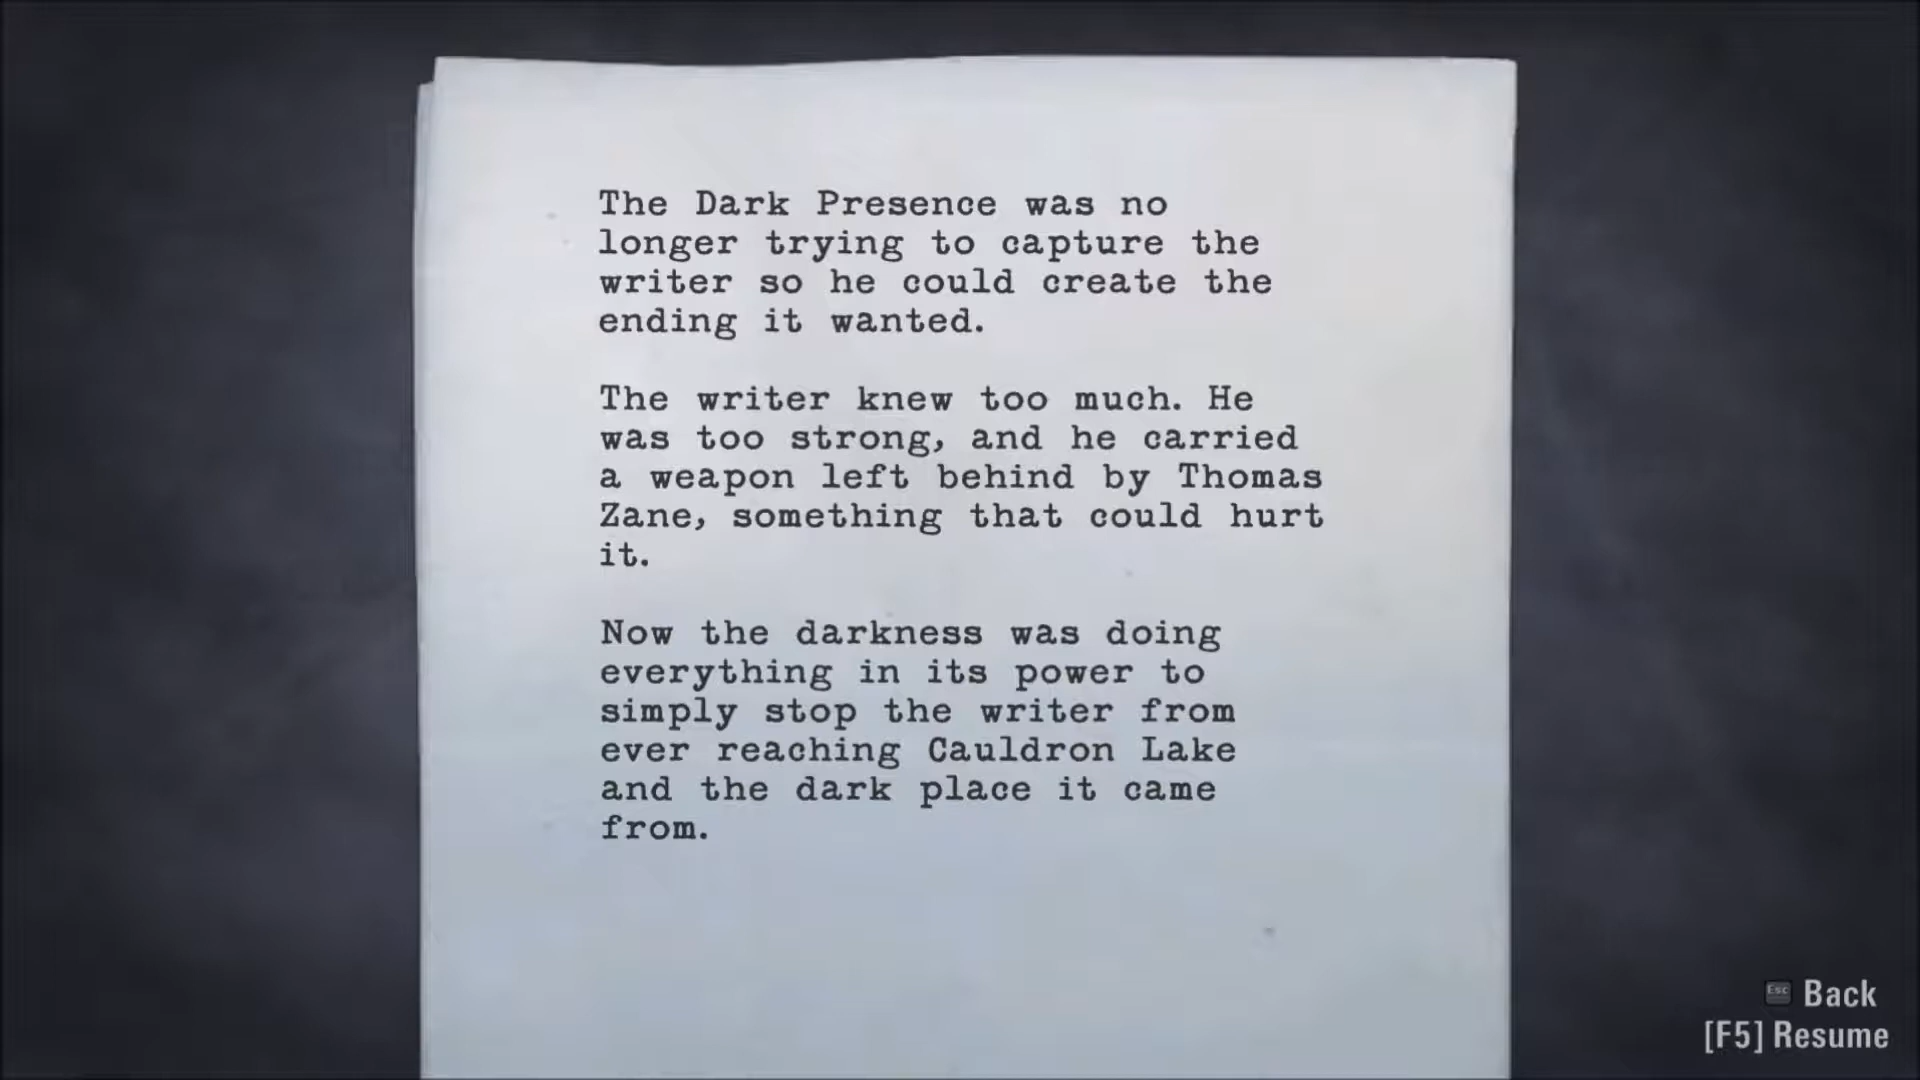 The Dark Presence was no
longer trying to capture the
writer so he could create the
ending it wanted.
The writer knew too much. He
was too strong, and he carried
a weapon left behind by Thomas
Zane, something that could hurt
it.
Now the darkness was doing
everything in its power to
simply stop the writer from
ever reaching Cauldron Lake
and the dark place it came
from.
Esc Back
[F5] Resume